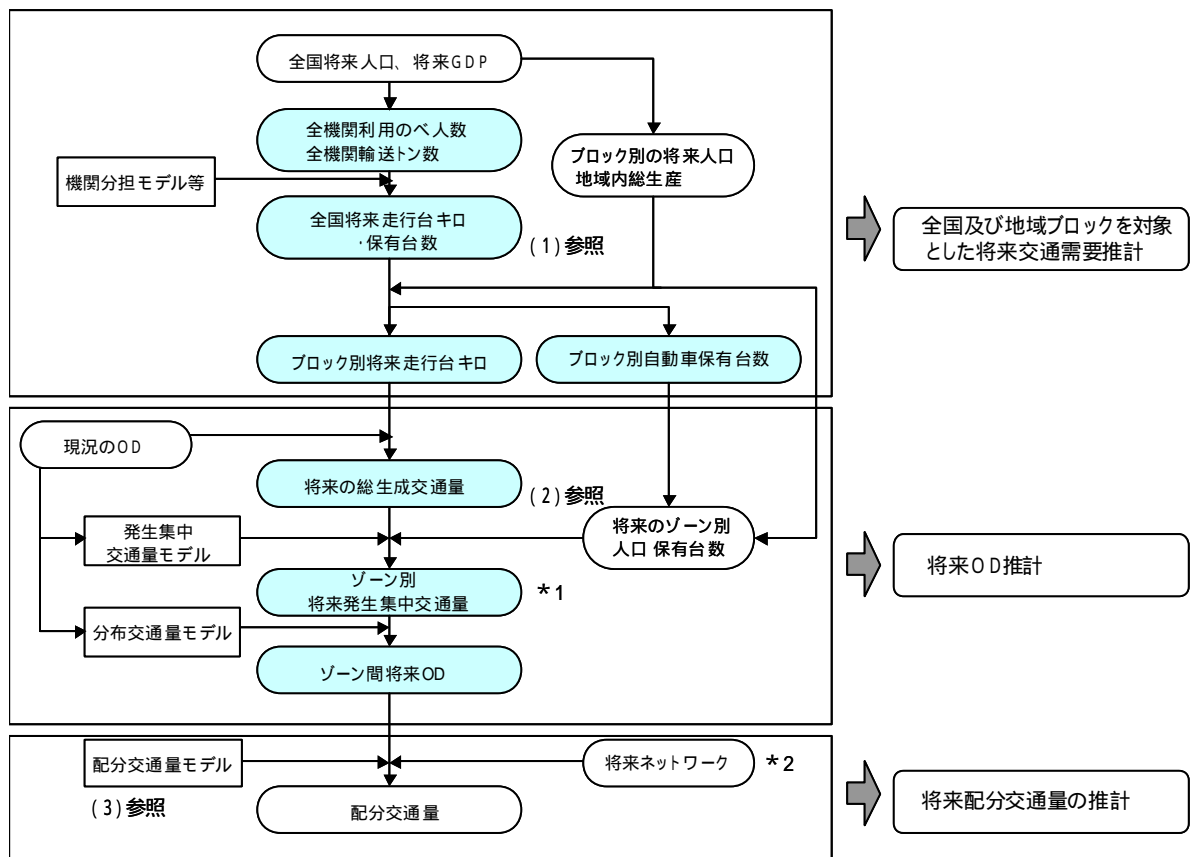 全国将来人口、将来GDP
全機関利用のべ人数
全機関輸送トン数
ブロック別の将来人口
地域内総生産
機関分担モデル等
全国将来走行台キロ
・保有台数
(1)参照
全国及び地域ブロックを対象
とした将来交通需要推計
ブロック別将来走行台キロ
ブロック別自動車保有台数
現況のOD
将来の総生成交通量
(2)参照
発生集中
交通量モデル
将来のゾーン別
人口 保有台数
将来OD推計
ゾーン別
将来発生集中交通量
*1
分布交通量モデル
ゾーン間将来OD
配分交通量モデル
(3)参照
将来ネットワーク
*2
配分交通量
将来配分交通量の推計